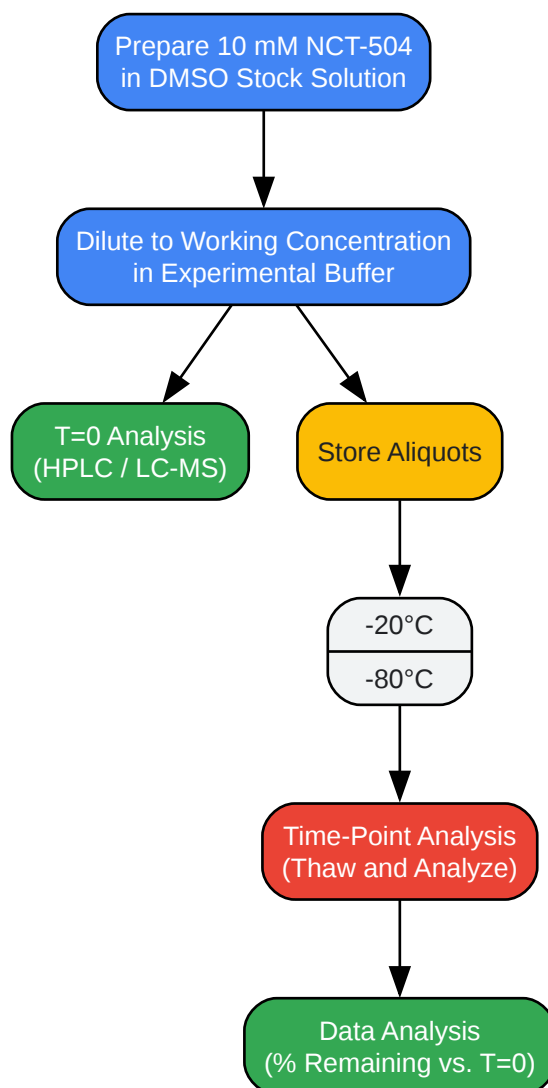 Prepare 10 mM NCT-504
in DMSO Stock Solution
Dilute to Working Concentration
in Experimental Buffer
T=0 Analysis
(HPLC / LC-MS)
Store Aliquots
-20°C
-80°C
Time-Point Analysis
(Thaw and Analyze)
Data Analysis
(% Remaining vs. T=0)